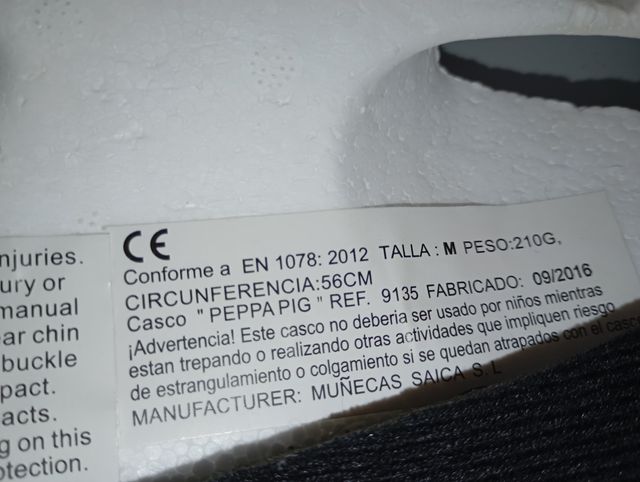 njuries.
ury or
manual
ear chin
buckle
pact.
acts.
g on this
otection.
CE
Conforme a EN 1078: 2012 TALLA : M PESO:210G,
CIRCUNFERENCIA:56CM
Casco " PEPPA PIG " REF. 9135 FABRICADO: 09/2016
¡Advertencia! Este casco no deberia ser usado por niños mientras
estan trepando o realizando otras actividades que impliquen riesgo
de estrangulamiento o colgamiento si se quedan atrapados con el casco
MANUFACTURER: MUÑECAS SAICA S.L